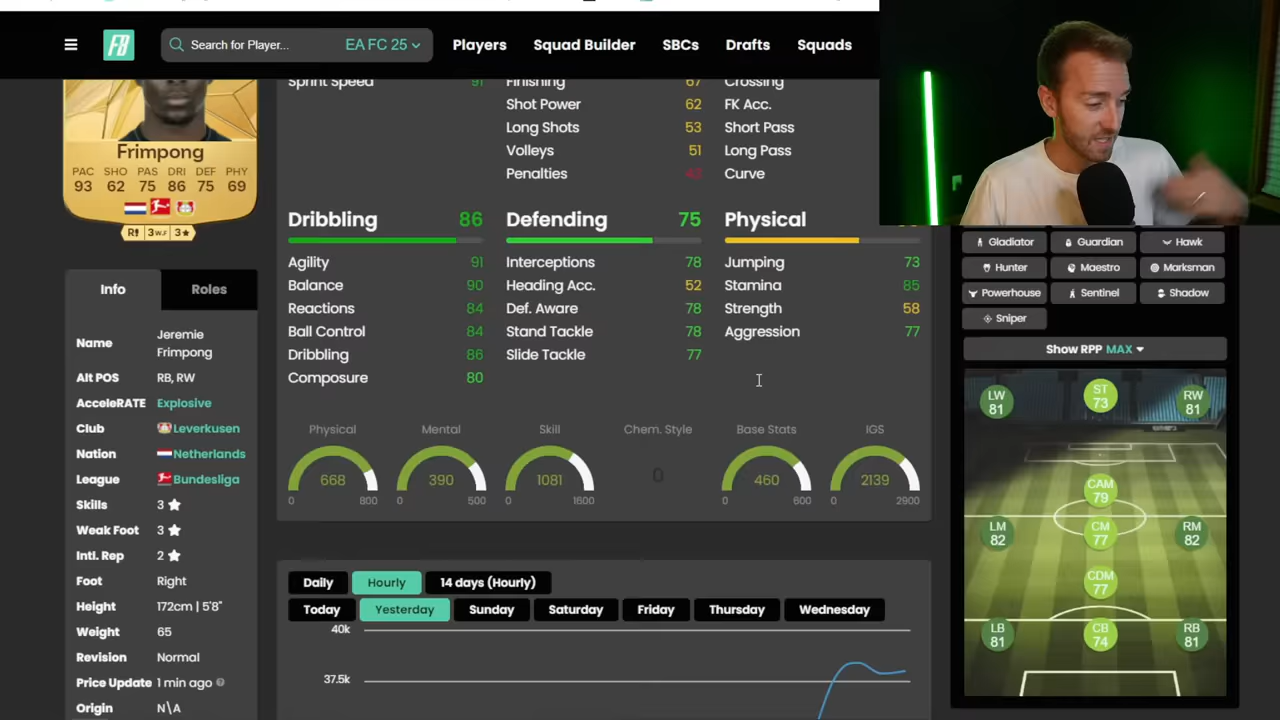 FB
Search for Player...
EA FC 25
Players
Squad Builder
SBCs
Drafts
Squads
Frimpong
PAC SHO PAS DRI DEF PHY
93 62 75 86 75 69
R 3 W.F 3★
Info
Roles
Name Jeremie Frimpong
Alt POS RB, RW
AcceleRATE Explosive
Club Leverkusen
Nation Netherlands
League Bundesliga
Skills 3 ★
Weak Foot 3 ★
Intl. Rep 2 ★
Foot Right
Height 172cm | 5'8"
Weight 65
Revision Normal
Price Update 1 min ago
Origin N\A
Sprint Speed 91
Finishing 67
Shot Power 62
Long Shots 53
Volleys 51
Penalties
Crossing
FK Acc.
Short Pass
Long Pass
Curve
Dribbling 86
Agility 91
Balance 90
Reactions 84
Ball Control 84
Dribbling 86
Composure 80
Defending 75
Interceptions 78
Heading Acc. 52
Def. Aware 78
Stand Tackle 78
Slide Tackle 77
Physical
Jumping 73
Stamina 85
Strength 58
Aggression 77
Physical
668
0 800
Mental
390
0 500
Skill
1081
0 1600
Chem. Style
0
Base Stats
460
0 600
IGS
2139
0 2900
Daily
Hourly
14 days (Hourly)
Today
Yesterday
Sunday
Saturday
Friday
Thursday
Wednesday
40k
37.5k
Gladiator
Guardian
Hawk
Hunter
Maestro
Marksman
Powerhouse
Sentinel
Shadow
Sniper
Show RPP MAX
LW 81
ST 73
RW 81
CAM 79
LM 82
CM 77
RM 82
CDM 77
LB 81
CB 74
RB 81